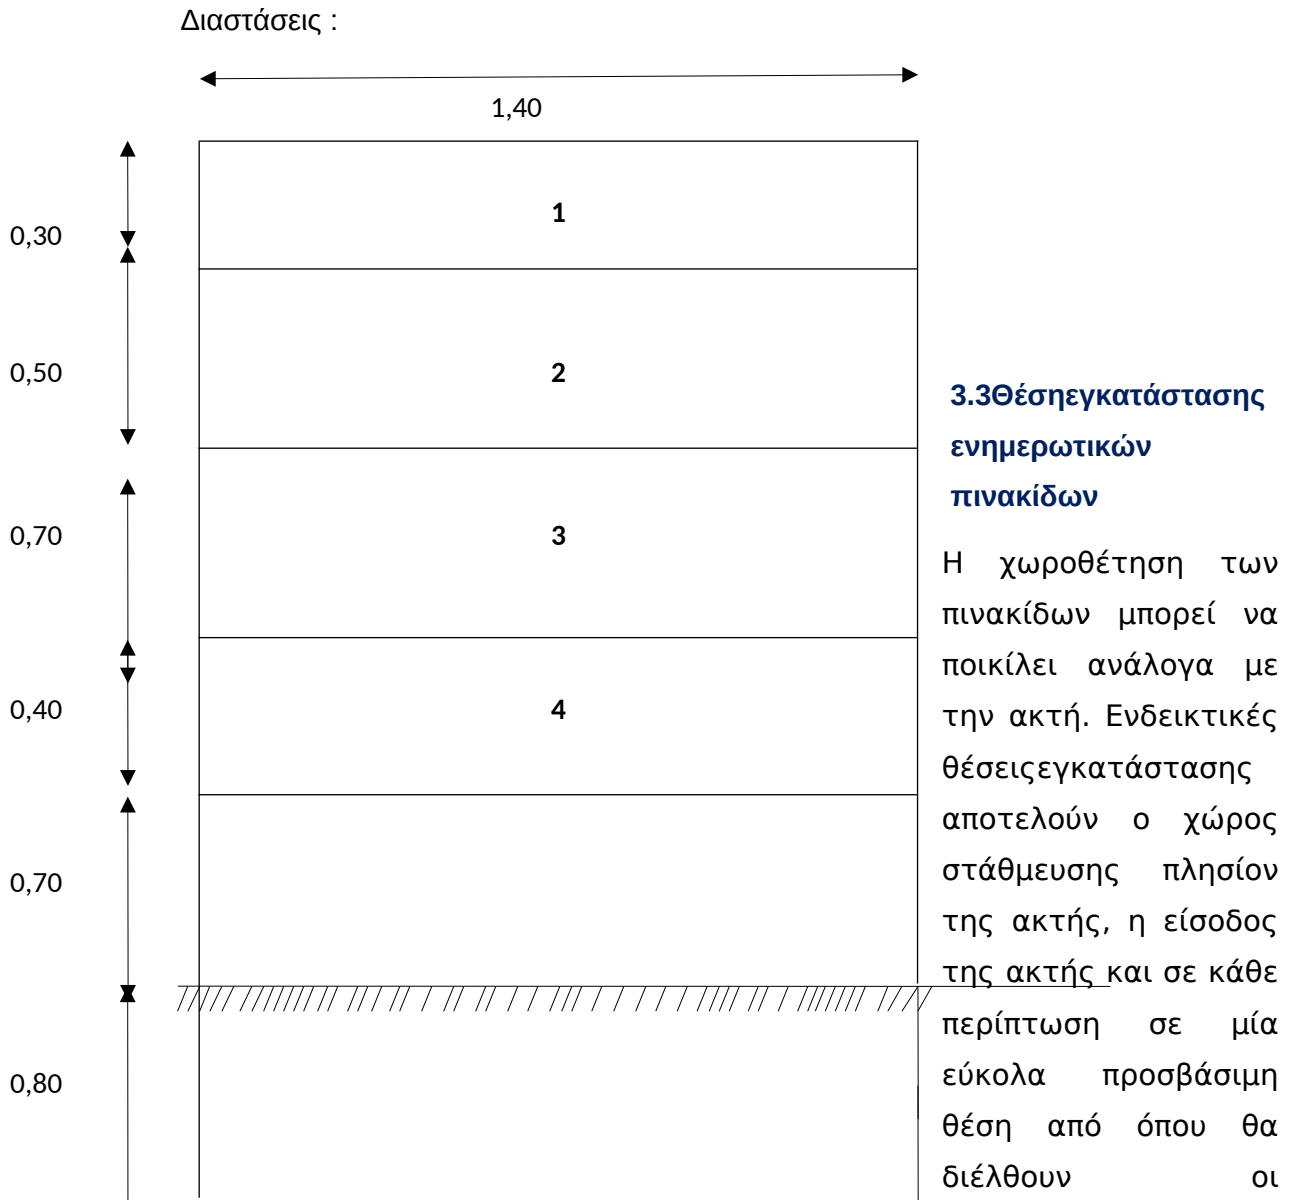 Διαστάσεις :
1,40
0,30
1
0,50
2
0,70
3
0,40
4
0,70
0,80
3.3Θέσηεγκατάστασης
ενημερωτικών
πινακίδων
Η χωροθέτηση των
πινακίδων μπορεί να
ποικίλει ανάλογα με
την ακτή. Ενδεικτικές
θέσειςεγκατάστασης
αποτελούν ο χώρος
στάθμευσης πλησίον
της ακτής, η είσοδος
της ακτής και σε κάθε
περίπτωση σε μία
εύκολα προσβάσιμη
θέση από όπου θα
διέλθουν οι